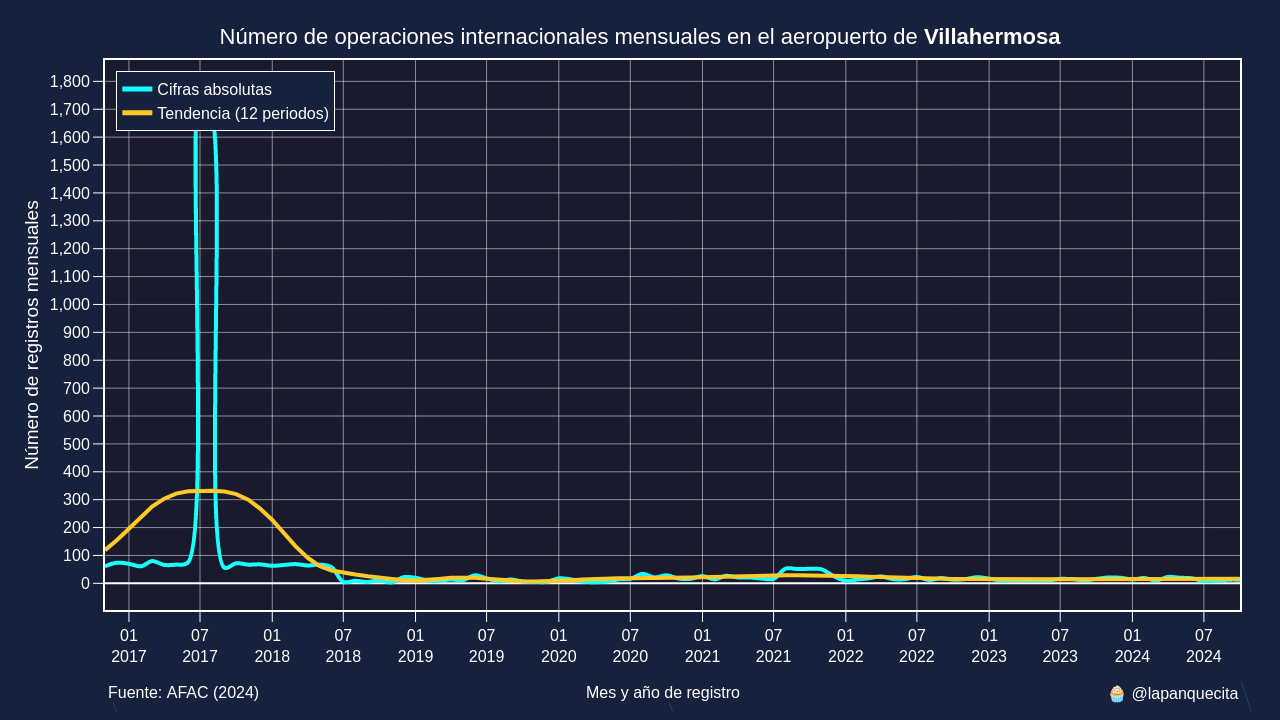 Número de operaciones internacionales mensuales en el aeropuerto de Villahermosa
Cifras absolutas
Tendencia (12 periodos)
Número de registros mensuales
1,800
1,700
1,600
1,500
1,400
1,300
1,200
1,100
1,000
900
800
700
600
500
400
300
200
100
0
01 07 01 07 01 07 01 07 01 07 01 07 01 07 01 07
2017 2017 2018 2018 2019 2019 2020 2020 2021 2021 2022 2022 2023 2023 2024 2024
Fuente: AFAC (2024) Mes y año de registro 🧁 @lapanquecita